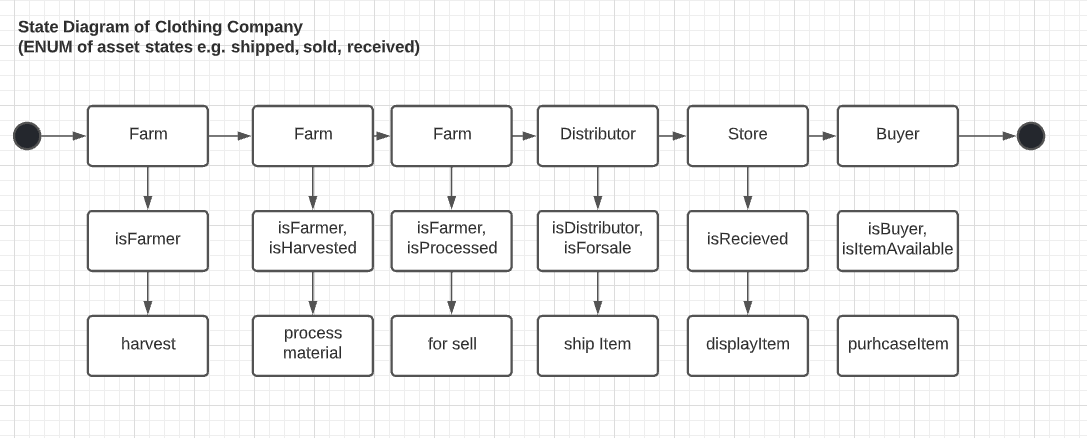 State Diagram of Clothing Company
(ENUM of asset states e.g. shipped, sold, received)
Farm
Farm
Farm
Distributor
Store
Buyer
isFarmer
isFarmer,
isHarvested
isFarmer,
isProcessed
isDistributor,
isForsale
isRecieved
isBuyer,
isItemAvailable
harvest
process
material
for sell
ship Item
displayItem
purhcaseItem